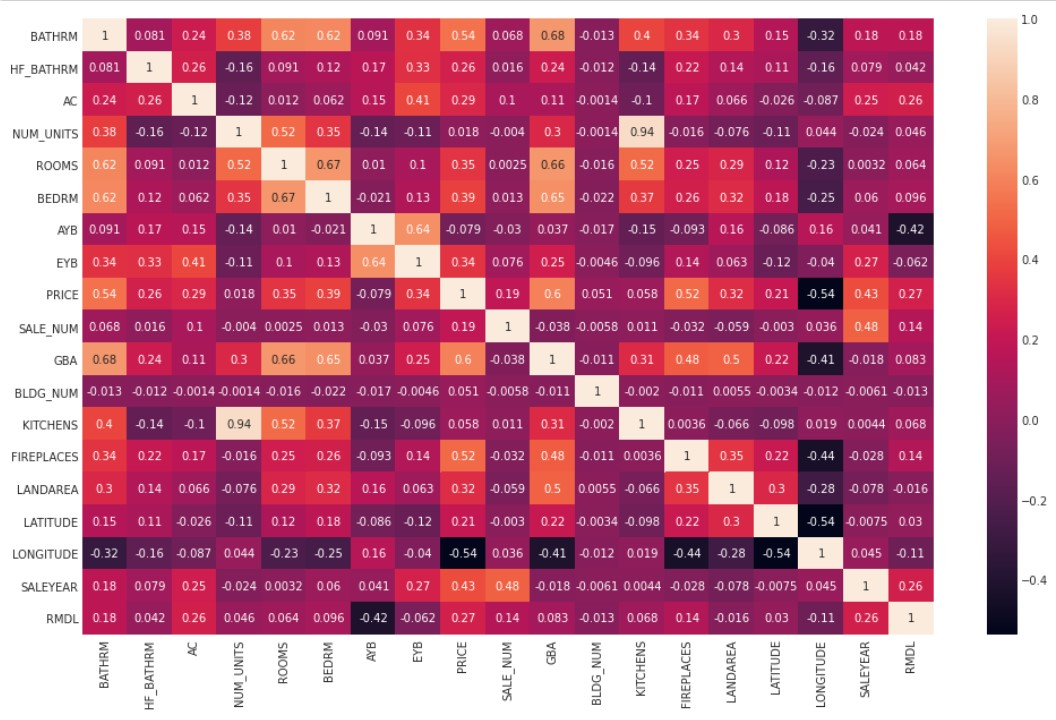 BATHRM 1 0.081 0.24 0.38 0.62 0.62 0.091 0.34 0.54 0.068 0.68 -0.013 0.4 0.34 0.3 0.15 -0.32 0.18 0.18
HF_BATHRM 0.081 1 0.26 -0.16 0.091 0.12 0.17 0.33 0.26 0.016 0.24 -0.012 -0.14 0.22 0.14 0.11 -0.16 0.079 0.042
AC 0.24 0.26 1 -0.12 0.012 0.062 0.15 0.41 0.29 0.1 0.11 -0.0014 -0.1 0.17 0.066 -0.026 -0.087 0.25 0.26
NUM_UNITS 0.38 -0.16 -0.12 1 0.52 0.35 -0.14 -0.11 0.018 -0.004 0.3 -0.0014 0.94 -0.016 -0.076 -0.11 0.044 -0.024 0.046
ROOMS 0.62 0.091 0.012 0.52 1 0.67 0.01 0.1 0.35 0.0025 0.66 -0.016 0.52 0.25 0.29 0.12 -0.23 0.0032 0.064
BEDRM 0.62 0.12 0.062 0.35 0.67 1 -0.021 0.13 0.39 0.013 0.65 -0.022 0.37 0.26 0.32 0.18 -0.25 0.06 0.096
AYB 0.091 0.17 0.15 -0.14 0.01 -0.021 1 0.64 -0.079 -0.03 0.037 -0.017 -0.15 -0.093 0.16 -0.086 0.16 0.041 -0.42
EYB 0.34 0.33 0.41 -0.11 0.1 0.13 0.64 1 0.34 0.076 0.25 -0.0046 -0.096 0.14 0.063 -0.12 -0.04 0.27 -0.062
PRICE 0.54 0.26 0.29 0.018 0.35 0.39 -0.079 0.34 1 0.19 0.6 0.051 0.058 0.52 0.32 0.21 -0.54 0.43 0.27
SALE_NUM 0.068 0.016 0.1 -0.004 0.0025 0.013 -0.03 0.076 0.19 1 -0.038 -0.0058 0.011 -0.032 -0.059 -0.003 0.036 0.48 0.14
GBA 0.68 0.24 0.11 0.3 0.66 0.65 0.037 0.25 0.6 -0.038 1 -0.011 0.31 0.48 0.5 0.22 -0.41 -0.018 0.083
BLDG_NUM -0.013 -0.012 -0.0014 -0.0014 -0.016 -0.022 -0.017 -0.0046 0.051 -0.0058 -0.011 1 -0.002 -0.011 0.0055 -0.0034 -0.012 -0.0061 -0.013
KITCHENS 0.4 -0.14 -0.1 0.94 0.52 0.37 -0.15 -0.096 0.058 0.011 0.31 -0.002 1 0.0036 -0.066 -0.098 0.019 0.0044 0.068
FIREPLACES 0.34 0.22 0.17 -0.016 0.25 0.26 -0.093 0.14 0.52 -0.032 0.48 -0.011 0.0036 1 0.35 0.22 -0.44 -0.028 0.14
LANDAREA 0.3 0.14 0.066 -0.076 0.29 0.32 0.16 0.063 0.32 -0.059 0.5 0.0055 -0.066 0.35 1 0.3 -0.28 -0.078 -0.016
LATITUDE 0.15 0.11 -0.026 -0.11 0.12 0.18 -0.086 -0.12 0.21 -0.003 0.22 -0.0034 -0.098 0.22 0.3 1 -0.54 -0.0075 0.03
LONGITUDE -0.32 -0.16 -0.087 0.044 -0.23 -0.25 0.16 -0.04 -0.54 0.036 -0.41 -0.012 0.019 -0.44 -0.28 -0.54 1 0.045 -0.11
SALEYEAR 0.18 0.079 0.25 -0.024 0.0032 0.06 0.041 0.27 0.43 0.48 -0.018 -0.0061 0.0044 -0.028 -0.078 -0.0075 0.045 1 0.26
RMDL 0.18 0.042 0.26 0.046 0.064 0.096 -0.42 -0.062 0.27 0.14 0.083 -0.013 0.068 0.14 -0.016 0.03 -0.11 0.26 1
BATHRM HF_BATHRM AC NUM_UNITS ROOMS BEDRM AYB EYB PRICE SALE_NUM GBA BLDG_NUM KITCHENS FIREPLACES LANDAREA LATITUDE LONGITUDE SALEYEAR RMDL
1.0
0.8
0.6
0.4
0.2
0.0
−0.2
−0.4